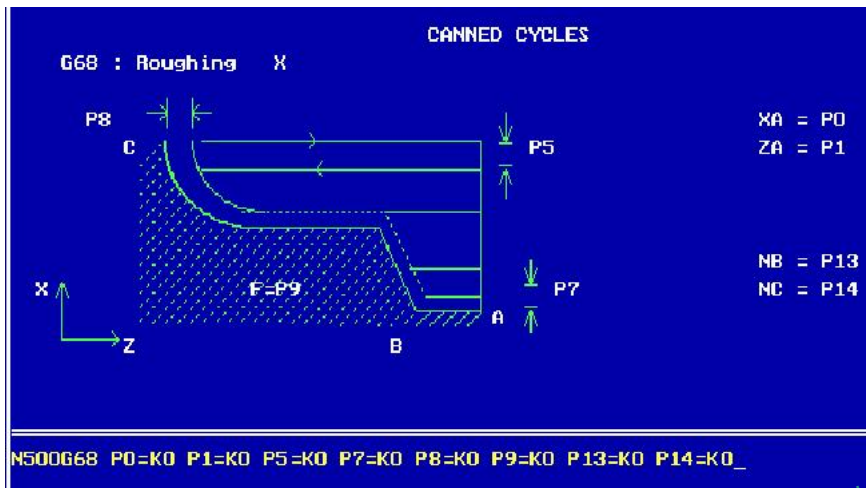 CANNED CYCLES
G68 : Roughing X
P8
XA = P0
C
P5
ZA = P1
NB = P13
F=P9
P7
NC = P14
X
A
Z
B
N500G68 P0=K0 P1=K0 P5=K0 P7=K0 P8=K0 P9=K0 P13=K0 P14=K0_